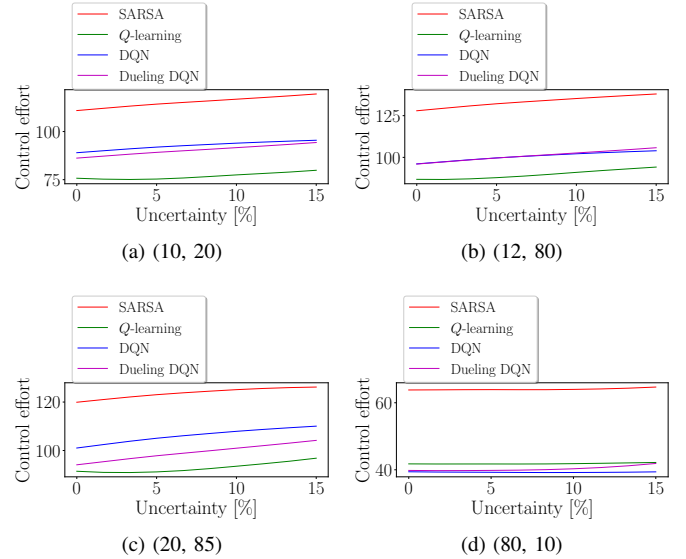 SARSA
Q-learning
DQN
Dueling DQN
Control effort
100
75
0 5 10 15
Uncertainty [%]
(a) (10, 20)
SARSA
Q-learning
DQN
Dueling DQN
Control effort
125
100
0 5 10 15
Uncertainty [%]
(b) (12, 80)
SARSA
Q-learning
DQN
Dueling DQN
Control effort
120
100
0 5 10 15
Uncertainty [%]
(c) (20, 85)
SARSA
Q-learning
DQN
Dueling DQN
Control effort
60
40
0 5 10 15
Uncertainty [%]
(d) (80, 10)